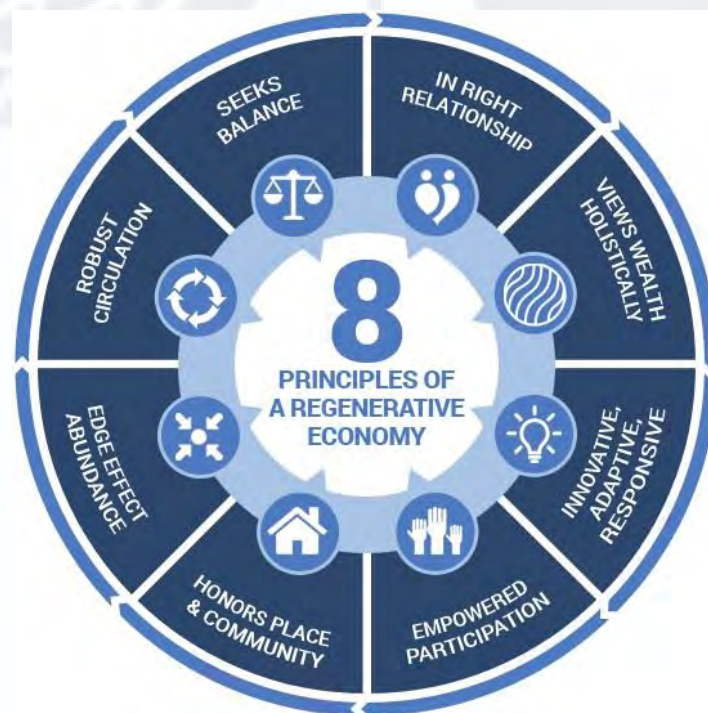 8
PRINCIPLES OF
A REGENERATIVE
ECONOMY
IN RIGHT
RELATIONSHIP
VIEWS WEALTH
HOLISTICALLY
INNOVATIVE,
ADAPTIVE,
RESPONSIVE
EMPOWERED
PARTICIPATION
HONORS PLACE
& COMMUNITY
EDGE EFFECT
ABUNDANCE
ROBUST
CIRCULATION
SEEKS
BALANCE